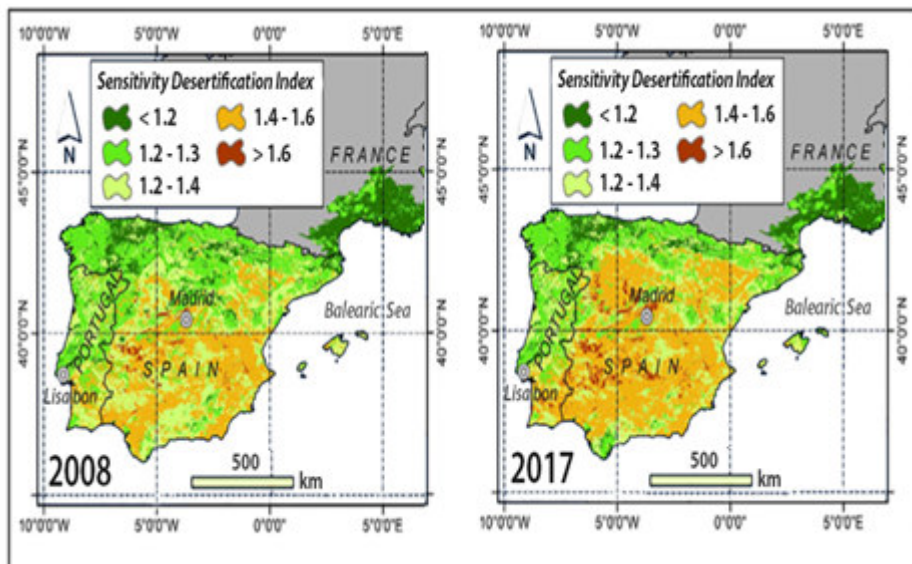 10°0'0"W 5°0'0"W 0°0'0" 5°0'0"E
Sensitivity Desertification Index
< 1.2
1.4 - 1.6
1.2 - 1.3
> 1.6
1.2 - 1.4
N
FRANCE
45°0'0"N
45°0'0"N
Madrid
Balearic Sea
PORTUGAL
40°0'0"N
40°0'0"N
SPAIN
Lisabon
2008
500
km
10°0'0"W 5°0'0"W 0°0'0" 5°0'0"E
10°0'0"W 5°0'0"W 0°0'0" 5°0'0"E
Sensitivity Desertification Index
< 1.2
1.4 - 1.6
1.2 - 1.3
> 1.6
1.2 - 1.4
N
FRANCE
45°0'0"N
45°0'0"N
Madrid
Balearic Sea
PORTUGAL
40°0'0"N
40°0'0"N
SPAIN
Lisabon
2017
500
km
10°0'0"W 5°0'0"W 0°0'0" 5°0'0"E